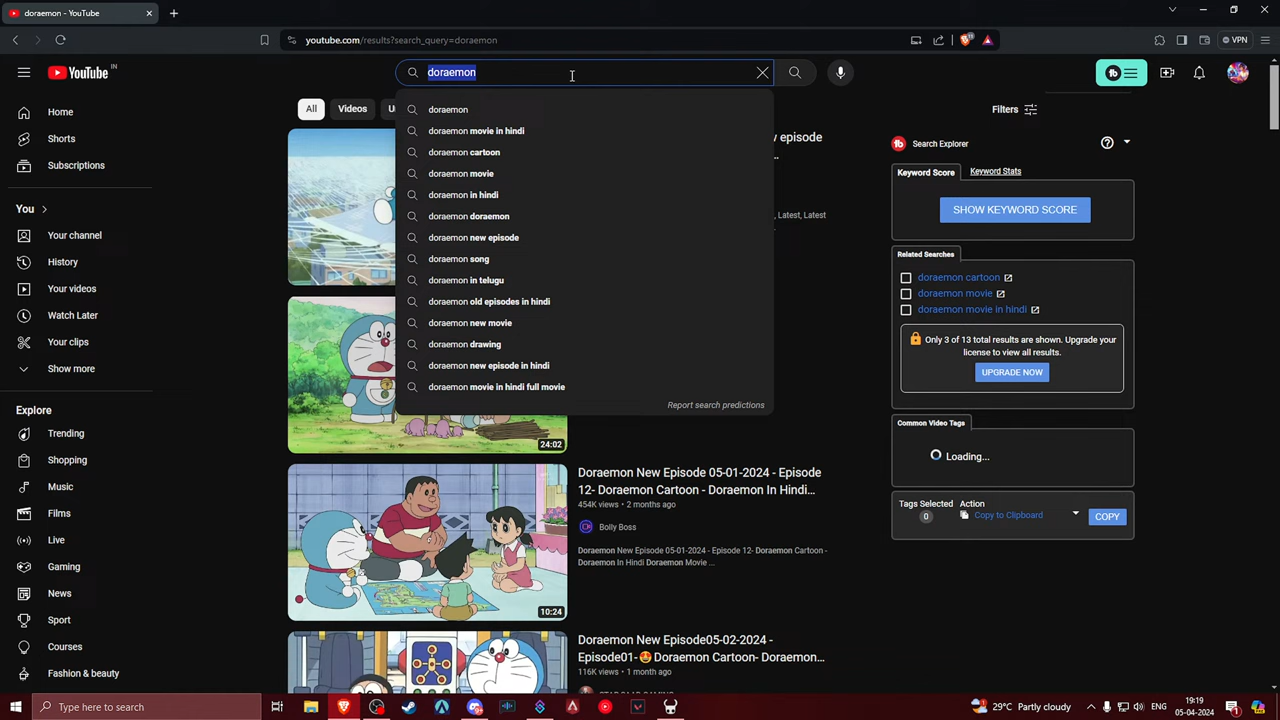 doraemon - YouTube
youtube.com/results?search_query=doraemon
VPN
YouTube IN
doraemon
Home
Shorts
Subscriptions
You
Your channel
History
Your videos
Watch Later
Your clips
Show more
Explore
Trending
Shopping
Music
Films
Live
Gaming
News
Sport
Courses
Fashion & beauty
All
Videos
doraemon
doraemon movie in hindi
doraemon cartoon
doraemon movie
doraemon in hindi
doraemon doraemon
doraemon new episode
doraemon song
doraemon in telugu
doraemon old episodes in hindi
doraemon new movie
doraemon drawing
doraemon new episode in hindi
doraemon movie in hindi full movie
Report search predictions
ew episode
...
, Latest, Latest
24:02
Doraemon New Episode 05-01-2024 - Episode
12- Doraemon Cartoon - Doraemon In Hindi...
454K views • 2 months ago
Bolly Boss
Doraemon New Episode 05-01-2024 - Episode 12- Doraemon Cartoon -
Doraemon In Hindi Doraemon Movie ...
10:24
Doraemon New Episode05-02-2024 -
Episode01-😍Doraemon Cartoon- Doraemon...
116K views • 1 month ago
Filters
Search Explorer
Keyword Score
Keyword Stats
SHOW KEYWORD SCORE
Related Searches
doraemon cartoon
doraemon movie
doraemon movie in hindi
Only 3 of 13 total results are shown. Upgrade your
license to view all results.
UPGRADE NOW
Common Video Tags
Loading...
Tags Selected
0
Action
Copy to Clipboard
COPY
Type here to search
29°C Partly cloudy
ENG
19:19
05-04-2024